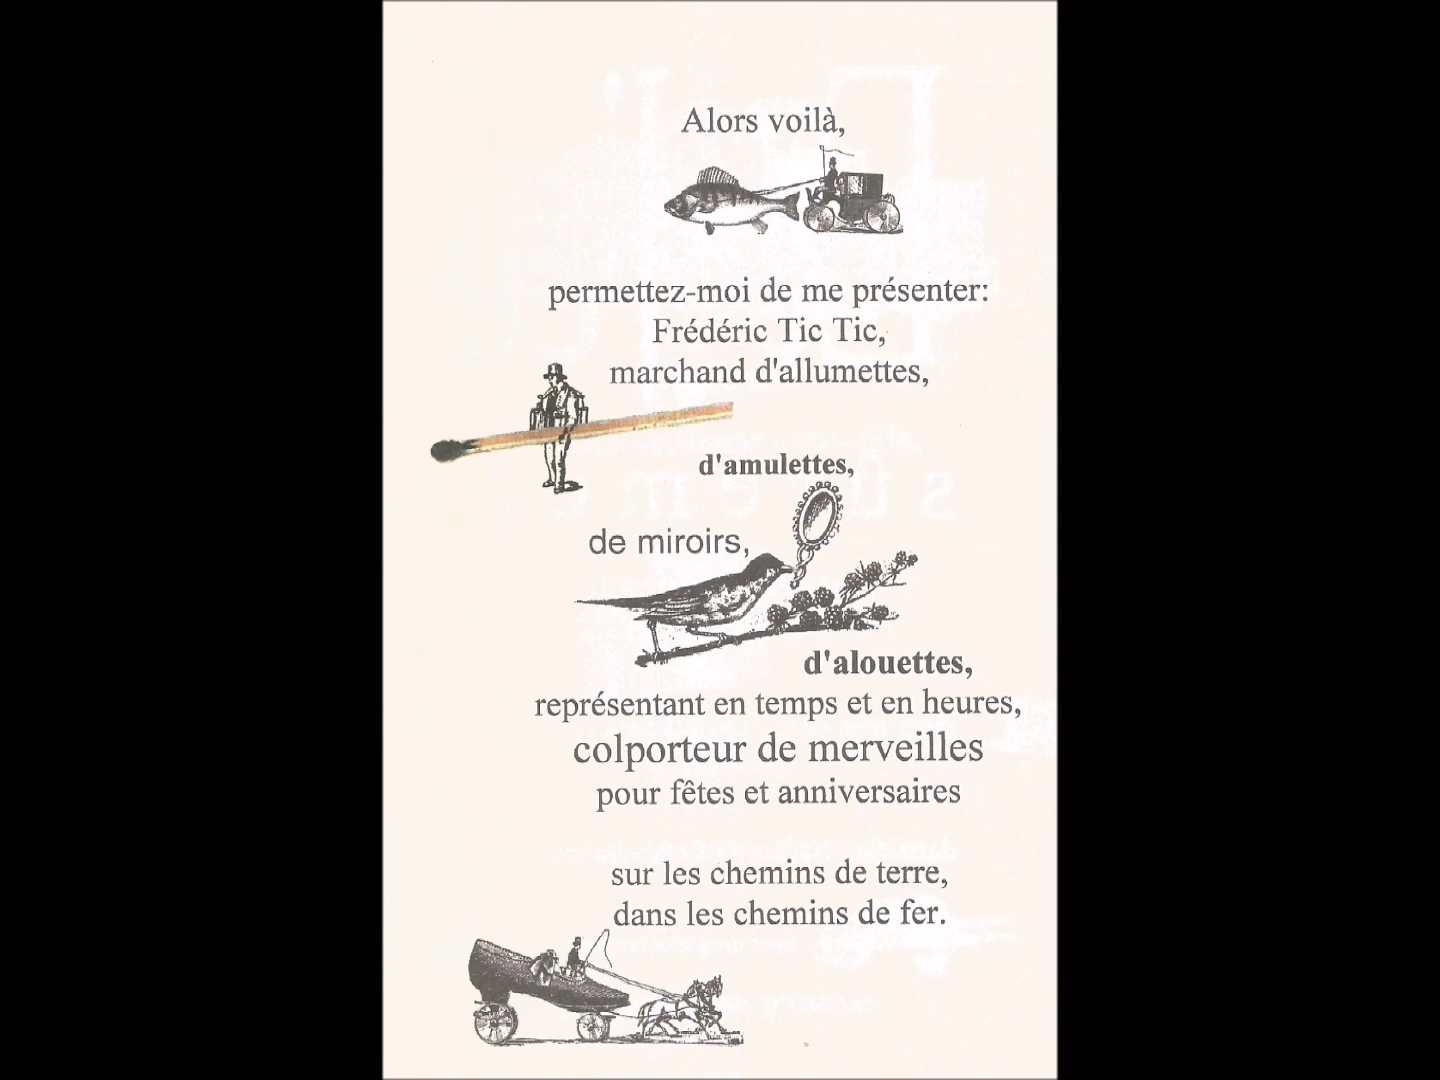 Alors voilà,
permettez-moi de me présenter:
Frédéric Tic Tic,
marchand d'allumettes,
d'amulettes,
de miroirs,
d'alouettes,
représentant en temps et en heures,
colporteur de merveilles
pour fêtes et anniversaires
sur les chemins de terre,
dans les chemins de fer.